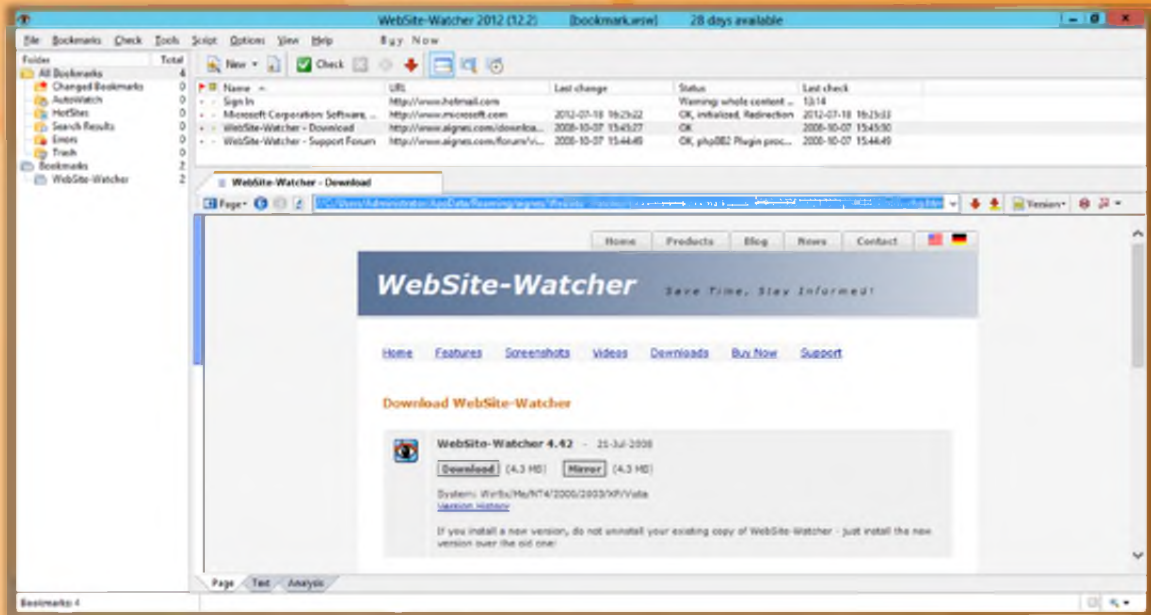 WebSite-Watcher 2012 (12.2) [bookmark.wsw] 28 days available
File Bookmarks Check Tools Script Options View Help Buy Now
Folder Total
All Bookmarks 4
Changed Bookmarks 0
AutoWatch 0
HotSites 0
Search Results 0
Errors 0
Trash 0
Bookmarks 2
WebSite-Watcher 2
New Check
Name URL Last change Status Last check
Sign In http://www.hotmail.com Warning: whole content ... 13:14
Microsoft Corporation: Software, ... http://www.microsoft.com 2012-07-18 16:25:22 OK, initialized, Redirection 2012-07-18 16:25:33
WebSite-Watcher - Download http://www.aignes.com/downloa... 2008-10-07 15:43:27 OK 2008-10-07 15:43:30
WebSite-Watcher - Support Forum http://www.aignes.com/forum/vi... 2008-10-07 15:44:49 OK, phpBB2 Plugin proc... 2008-10-07 15:44:49
WebSite-Watcher - Download
Page Version
Home Products Blog News Contact
WebSite-Watcher Save Time, Stay Informed!
Home Features Screenshots Videos Downloads Buy Now Support
Download WebSite-Watcher
WebSite-Watcher 4.42 - 21-Jul-2008
Download (4.3 MB) Mirror (4.3 MB)
System: Win9x/Me/NT4/2000/2003/XP/Vista
Version History
If you install a new version, do not uninstall your existing copy of WebSite-Watcher - just install the new
version over the old one!
Page Text Analysis
Bookmarks: 4